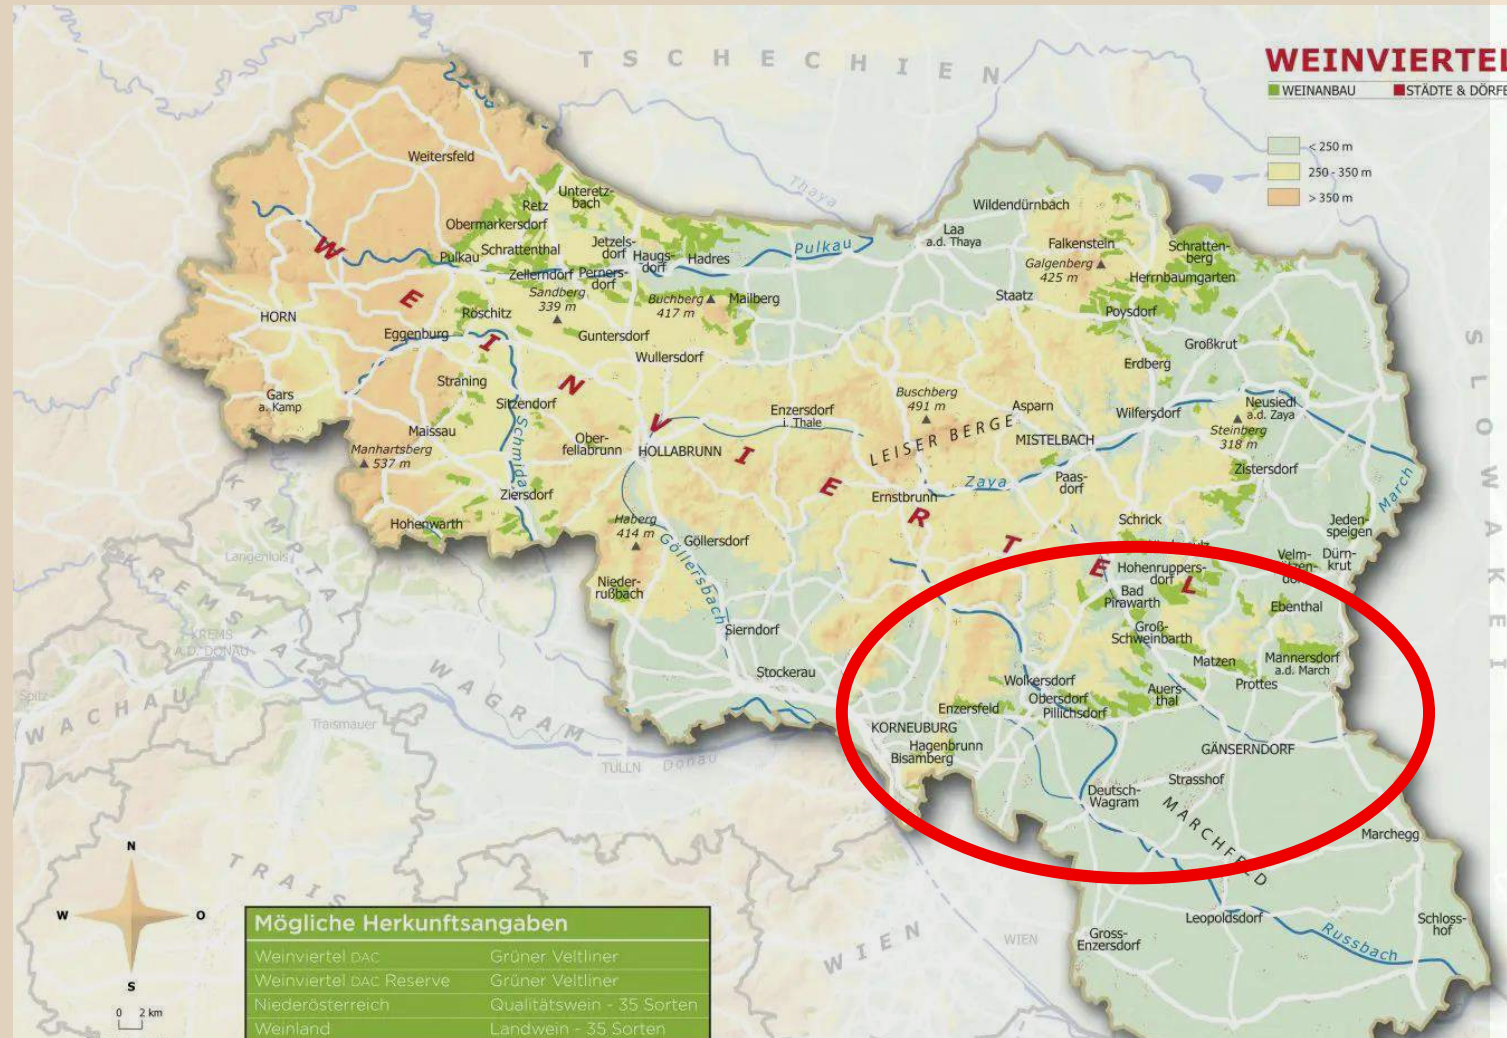 TSCHECHIEN
WEINVIERTEL
WEINANBAU
STÄDTE & DÖRFE
< 250 m
250 - 350 m
> 350 m
Weitersfeld
Thaya
Unteretz-
bach
Retz
Obermarkersdorf
Wildendürnbach
Laa
a.d. Thaya
Falkenstein
Schratten-
berg
Pulkau
Schrattenthal
Jetzels-
dorf
Haugs-
dorf
Hadres
Pulkau
Galgenberg
425 m
Herrnbaumgarten
Zellerndorf
Perners-
dorf
Sandberg
339 m
Buchberg
417 m
Mailberg
Staatz
Poysdorf
HORN
Röschitz
Eggenburg
Guntersdorf
Wullersdorf
Großkrut
Erdberg
SLOWAKEI
Gars
a. Kamp
Straning
Sitzendorf
Enzersdorf
i. Thale
Buschberg
491 m
Asparn
Wilfersdorf
Neusiedl
a.d. Zaya
Steinberg
318 m
Maissau
Manhartsberg
537 m
Schmida
Ober-
fellabrunn
HOLLABRUNN
LEISER BERGE
MISTELBACH
Zistersdorf
March
WEINVIERTEL
Ziersdorf
Hohenwarth
Ernstbrunn
Zaya
Paas-
dorf
Schrick
Jeden-
speigen
Haberg
414 m
Göllersdorf
Göllersbach
KAMPTAL
Langenlois
KREMSTAL
KREMS
A.D. DONAU
Nieder-
rußbach
Hohenruppers-
dorf
Bad
Pirawarth
Velm-
Dürn-
krut
Ebenthal
Groß-
Schweinbarth
Sierndorf
Stockerau
Matzen
Mannersdorf
a.d. March
Prottes
Spitz
WACHAU
Traismauer
WAGRAM
Wolkersdorf
Obersdorf
Pillichsdorf
Auers-
thal
Enzersfeld
KORNEUBURG
Hagenbrunn
Bisamberg
GÄNSERNDORF
TULLN
Donau
Strasshof
Deutsch-
Wagram
MARCHFELD
Marchegg
N
W
O
S
0 2 km
TRAIS
Leopoldsdorf
Schloss-
hof
Gross-
Enzersdorf
Russbach
WIEN
WIEN
Mögliche Herkunftsangaben
Weinviertel DAC Grüner Veltliner
Weinviertel DAC Reserve Grüner Veltliner
Niederösterreich Qualitätswein - 35 Sorten
Weinland Landwein - 35 Sorten